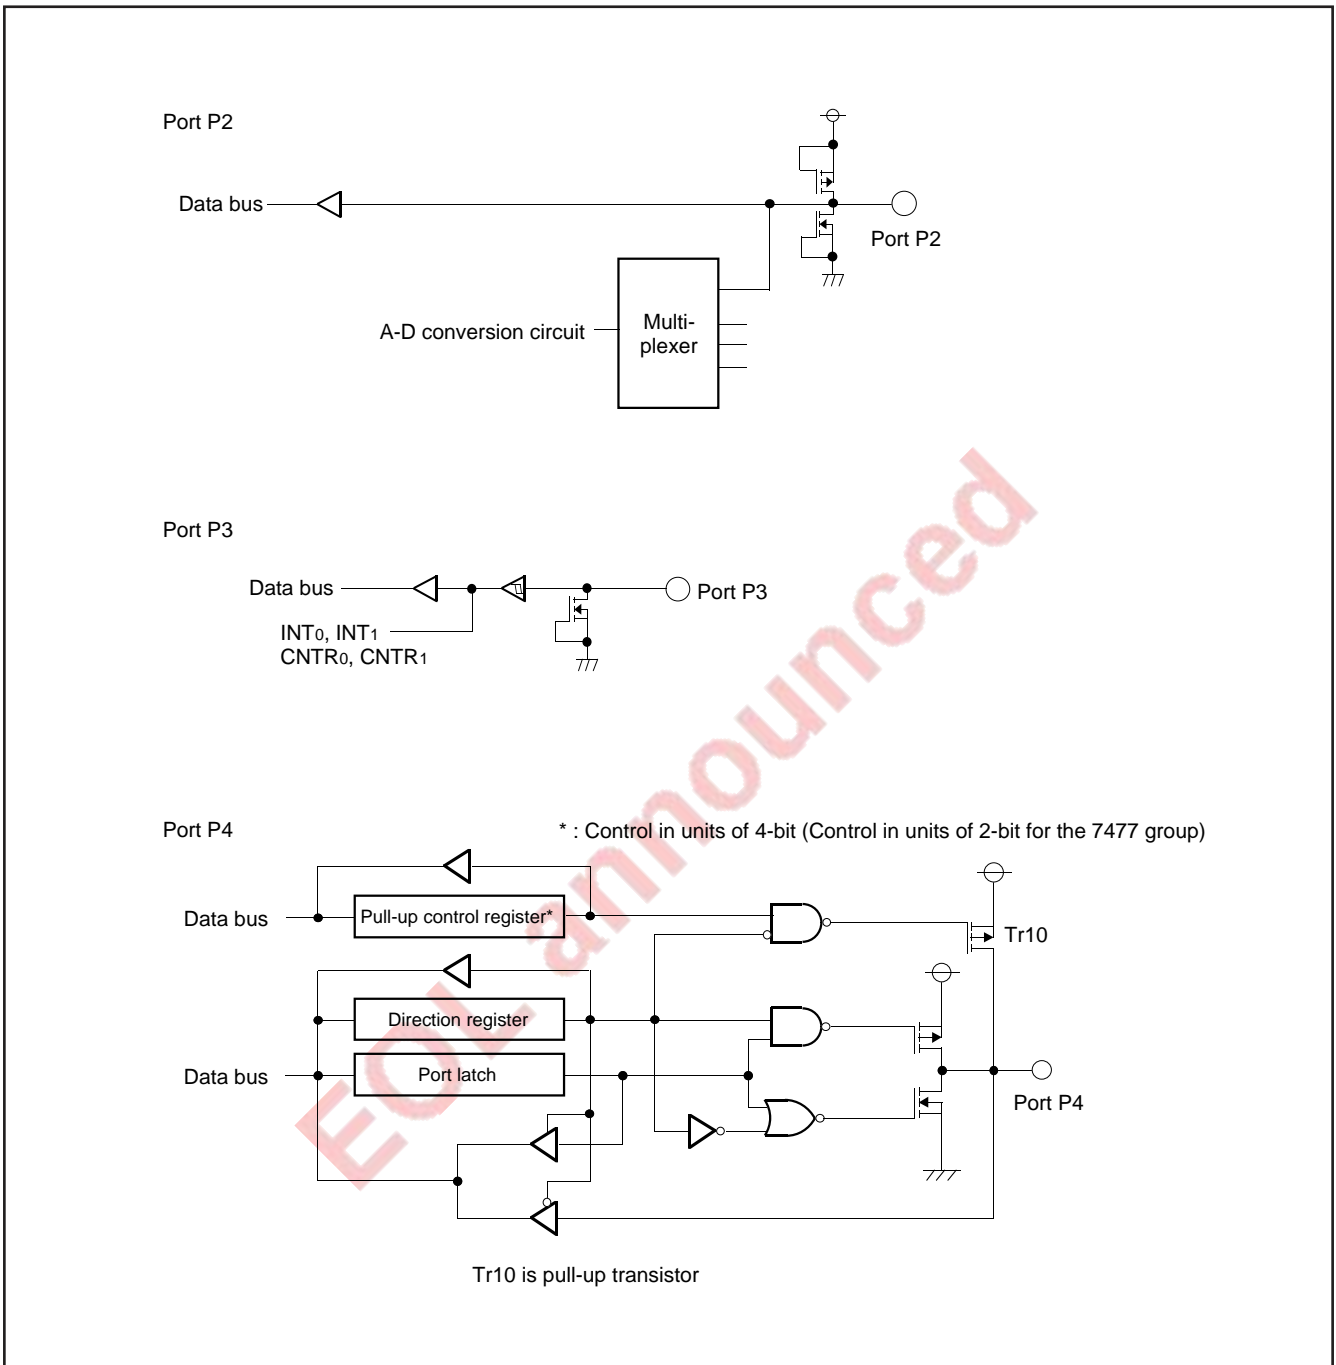 Port P2
Data bus
Port P2
A-D conversion circuit
Multi-
plexer
Port P3
Data bus
Port P3
INT0, INT1
CNTR0, CNTR1
Port P4
* : Control in units of 4-bit (Control in units of 2-bit for the 7477 group)
Data bus
Pull-up control register*
Tr10
Direction register
Data bus
Port latch
Port P4
Tr10 is pull-up transistor
EOL announced